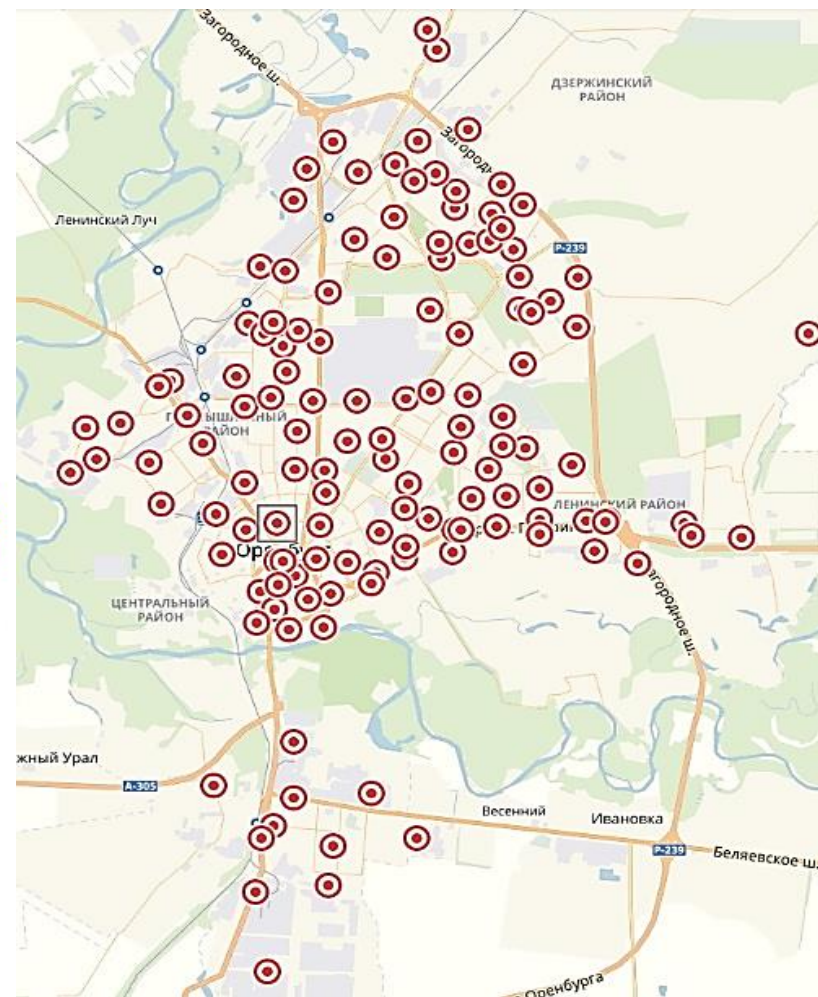 Загородное ш.
ДЗЕРЖИНСКИЙ
РАЙОН
Ленинский Луч
Р-239
РАЙОН
ЛЕНИНСКИЙ РАЙОН
ЦЕНТРАЛЬНЫЙ
РАЙОН
жный Урал
А-305
Весенний
Ивановка
Р-239
Беляевское ш.
Оренбурга